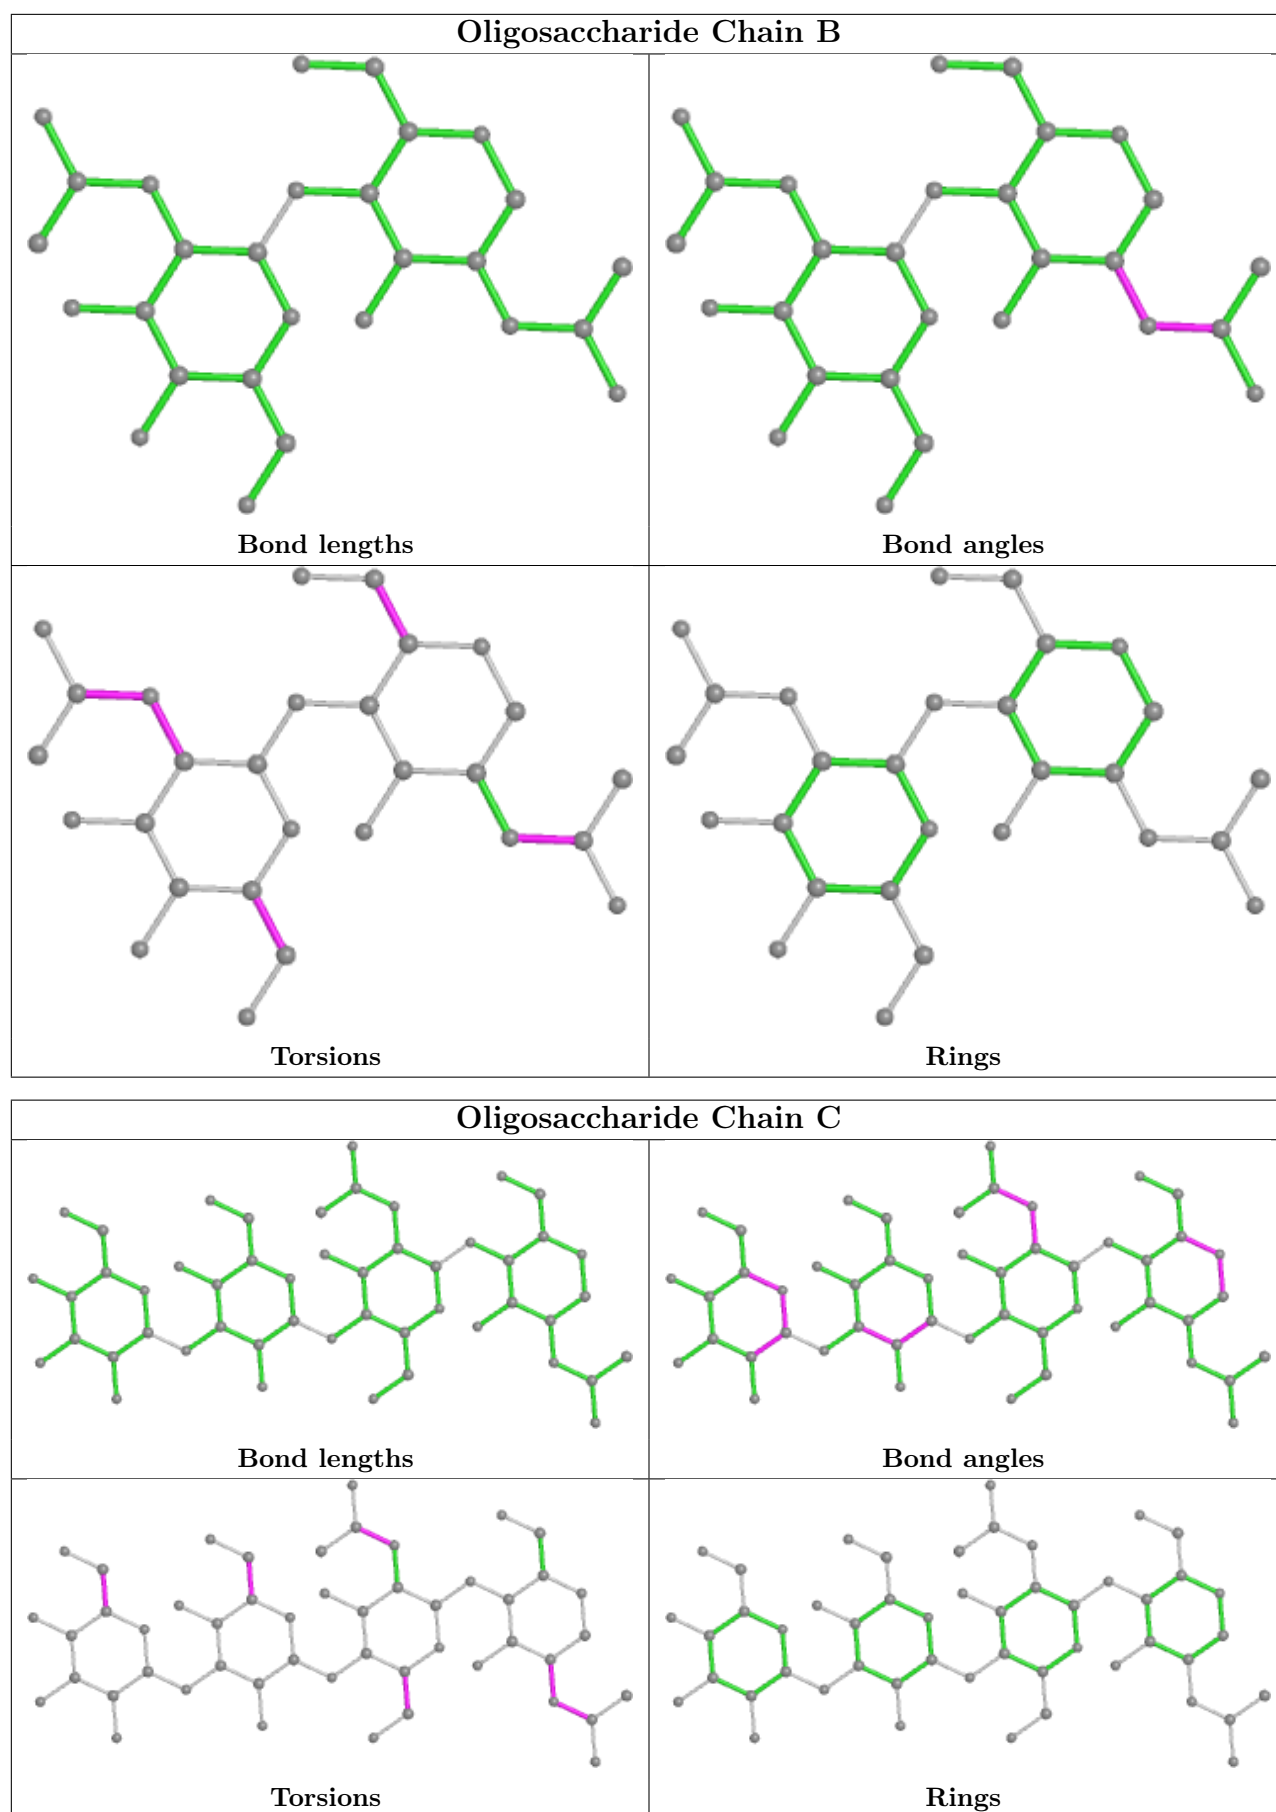 Oligosaccharide Chain B
Bond lengths
Bond angles
Torsions
Rings
Oligosaccharide Chain C
Bond lengths
Bond angles
Torsions
Rings